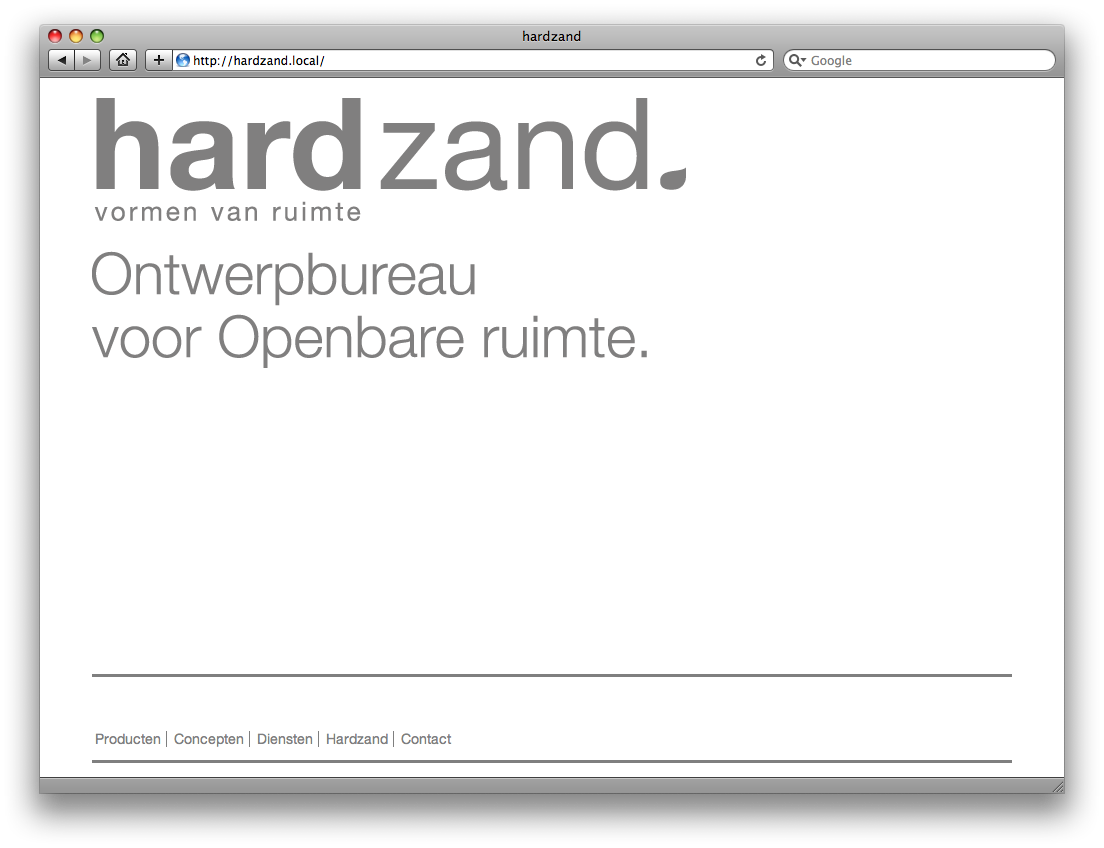 hardzand
http://hardzand.local/
Google
hardzand.
vormen van ruimte
Ontwerpbureau
voor Openbare ruimte.
Producten | Concepten | Diensten | Hardzand | Contact